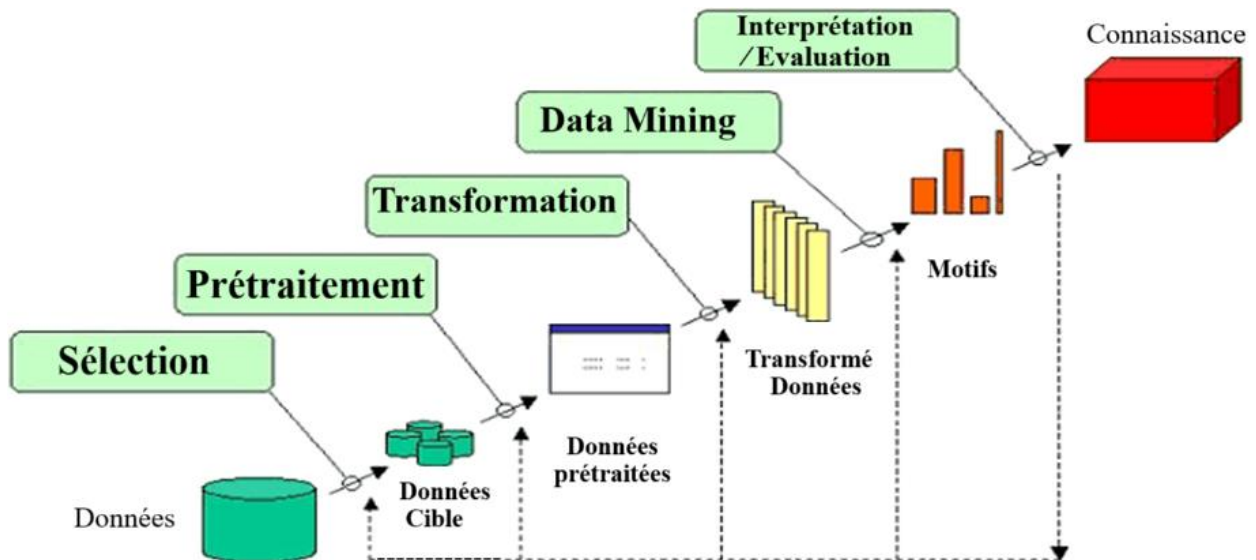 Interprétation
/Evaluation
Connaissance
Data Mining
Transformation
Motifs
Prétraitement
Transformé
Données
Sélection
Données
prétraitées
Données
Cible
Données